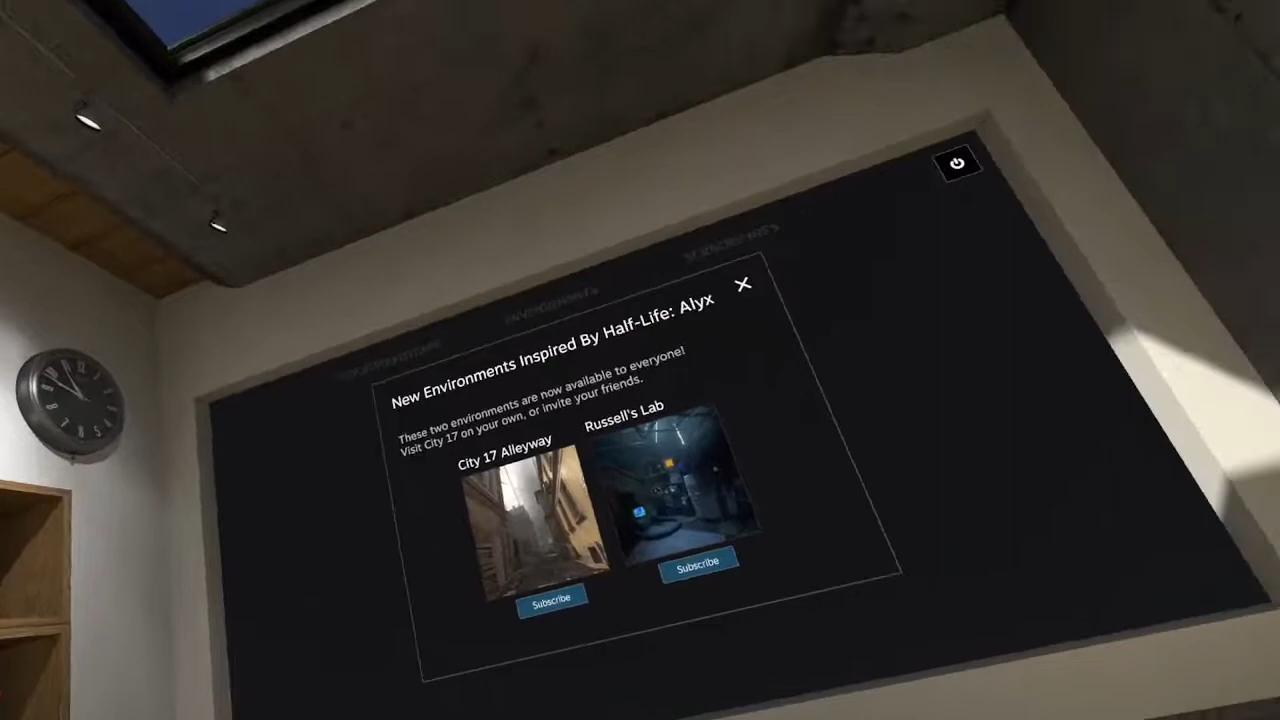 ENVIRONMENTS
New Environments Inspired By Half-Life: Alyx
These two environments are now available to everyone!
Visit City 17 on your own, or invite your friends.
City 17 Alleyway
Russell's Lab
Subscribe
Subscribe